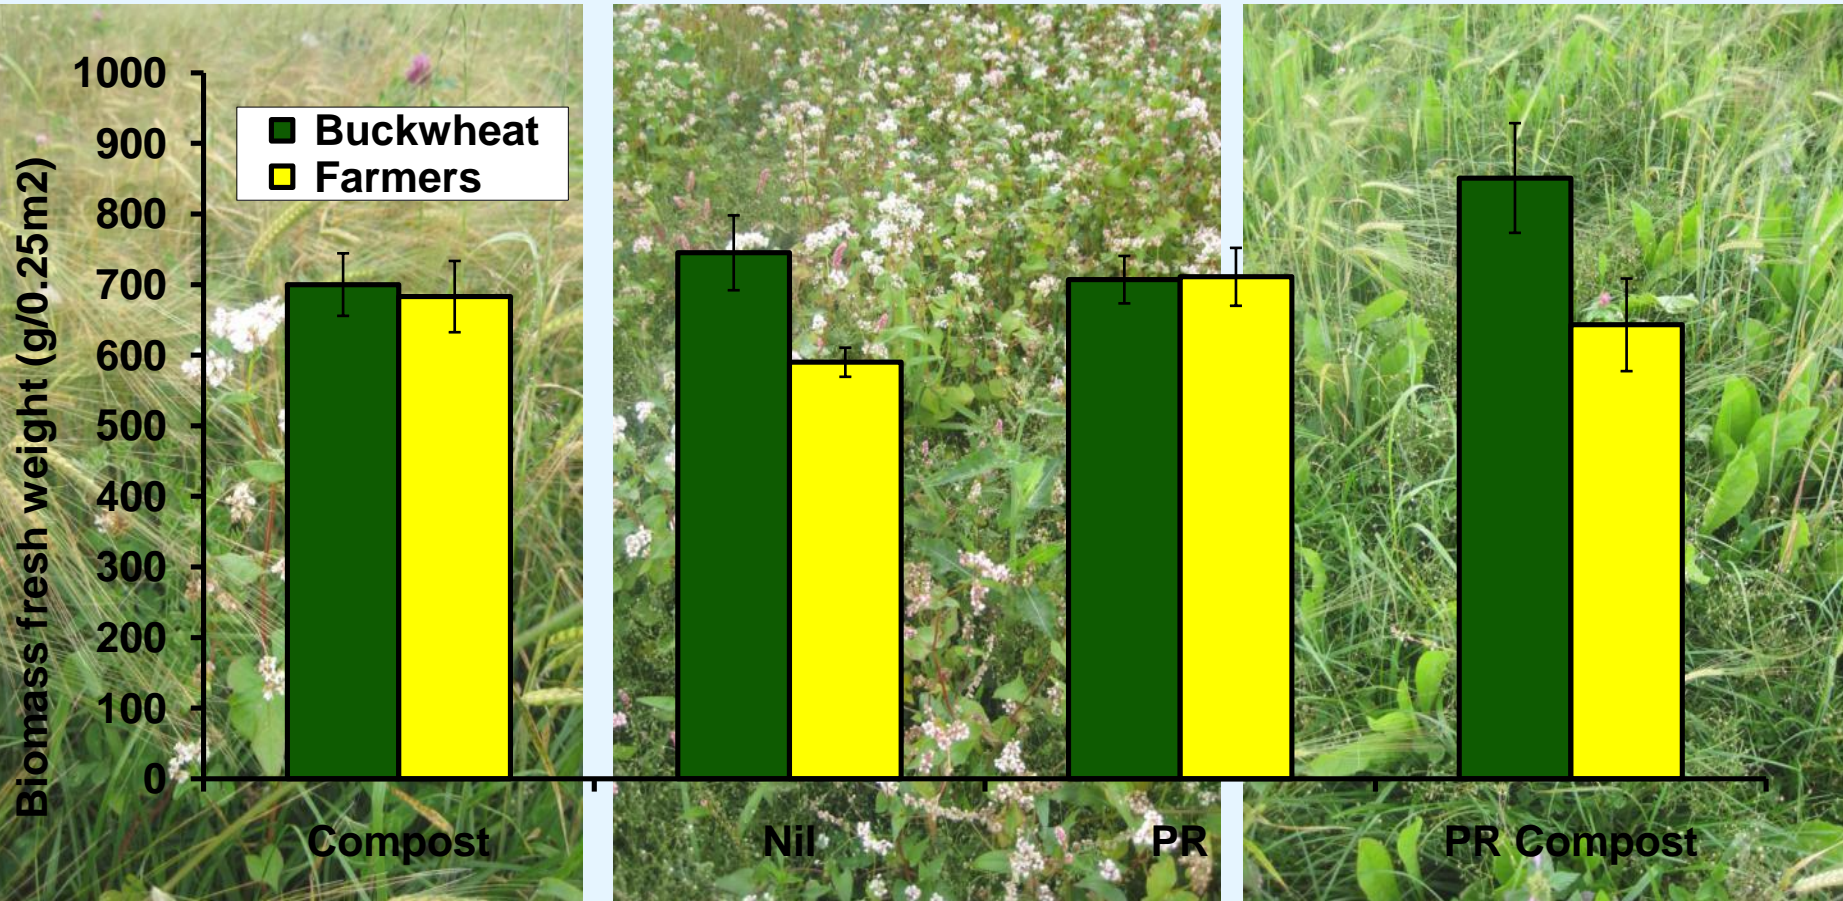 Biomass fresh weight (g/0.25m2)
1000
900
800
700
600
500
400
300
200
100
0
Buckwheat
Farmers
Compost
Nil
PR
PR Compost